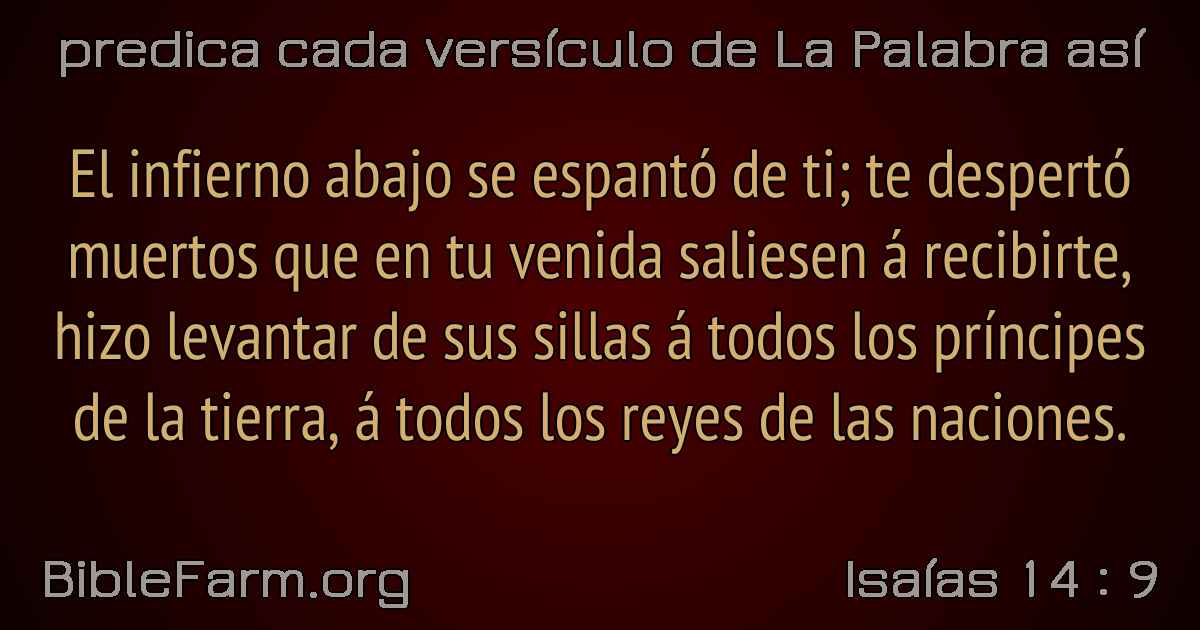 predica cada versículo de La Palabra así
El infierno abajo se espantó de ti; te despertó
muertos que en tu venida saliesen á recibirte,
hizo levantar de sus sillas á todos los príncipes
de la tierra, á todos los reyes de las naciones.
BibleFarm.org
Isaías 14 : 9